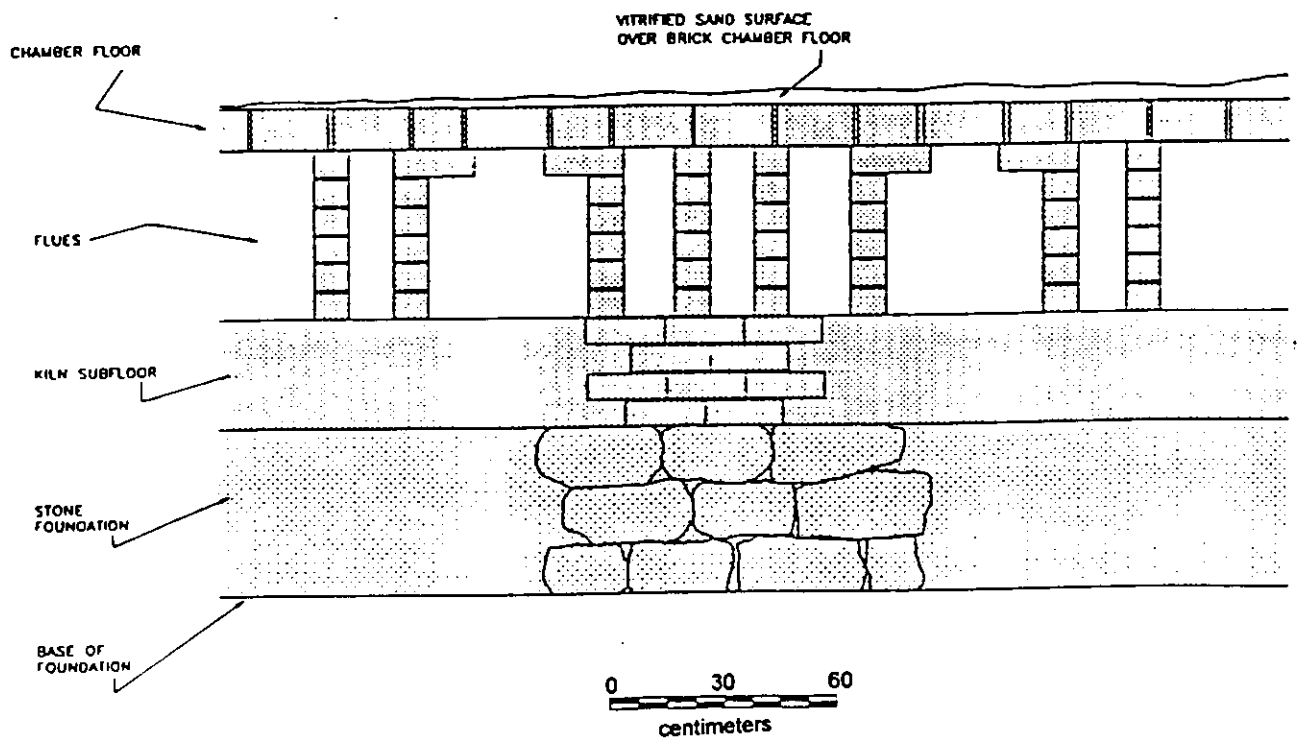 VITRIFIED SAND SURFACE
OVER BRICK CHAMBER FLOOR
CHAMBER FLOOR
FLUES
KILN SUBFLOOR
STONE
FOUNDATION
BASE OF
FOUNDATION
0 30 60
centimeters